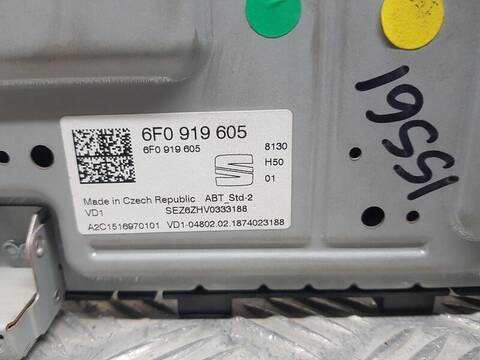 6F0 919 605
6F0 919 605
8130
H50
01
Made in Czech Republic ABT_Std-2
VD1 SEZ6ZHV0333188
A2C1516970101 VD1-04802.02.1874023188
15561